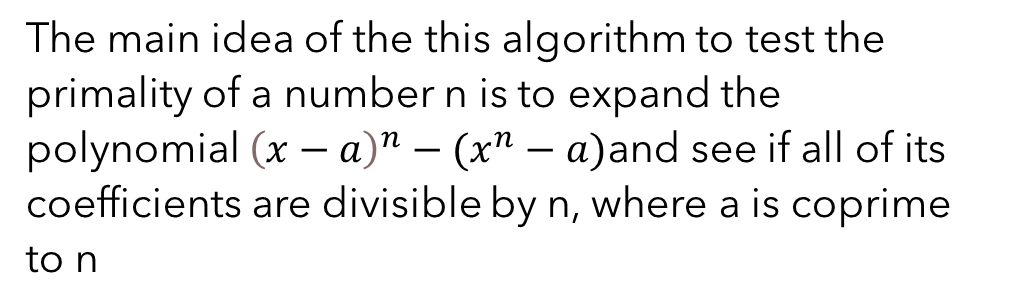 The main idea of the this algorithm to test the
primality of a number n is to expand the
polynomial (x − a)ⁿ − (xⁿ − a)and see if all of its
coefficients are divisible by n, where a is coprime
to n